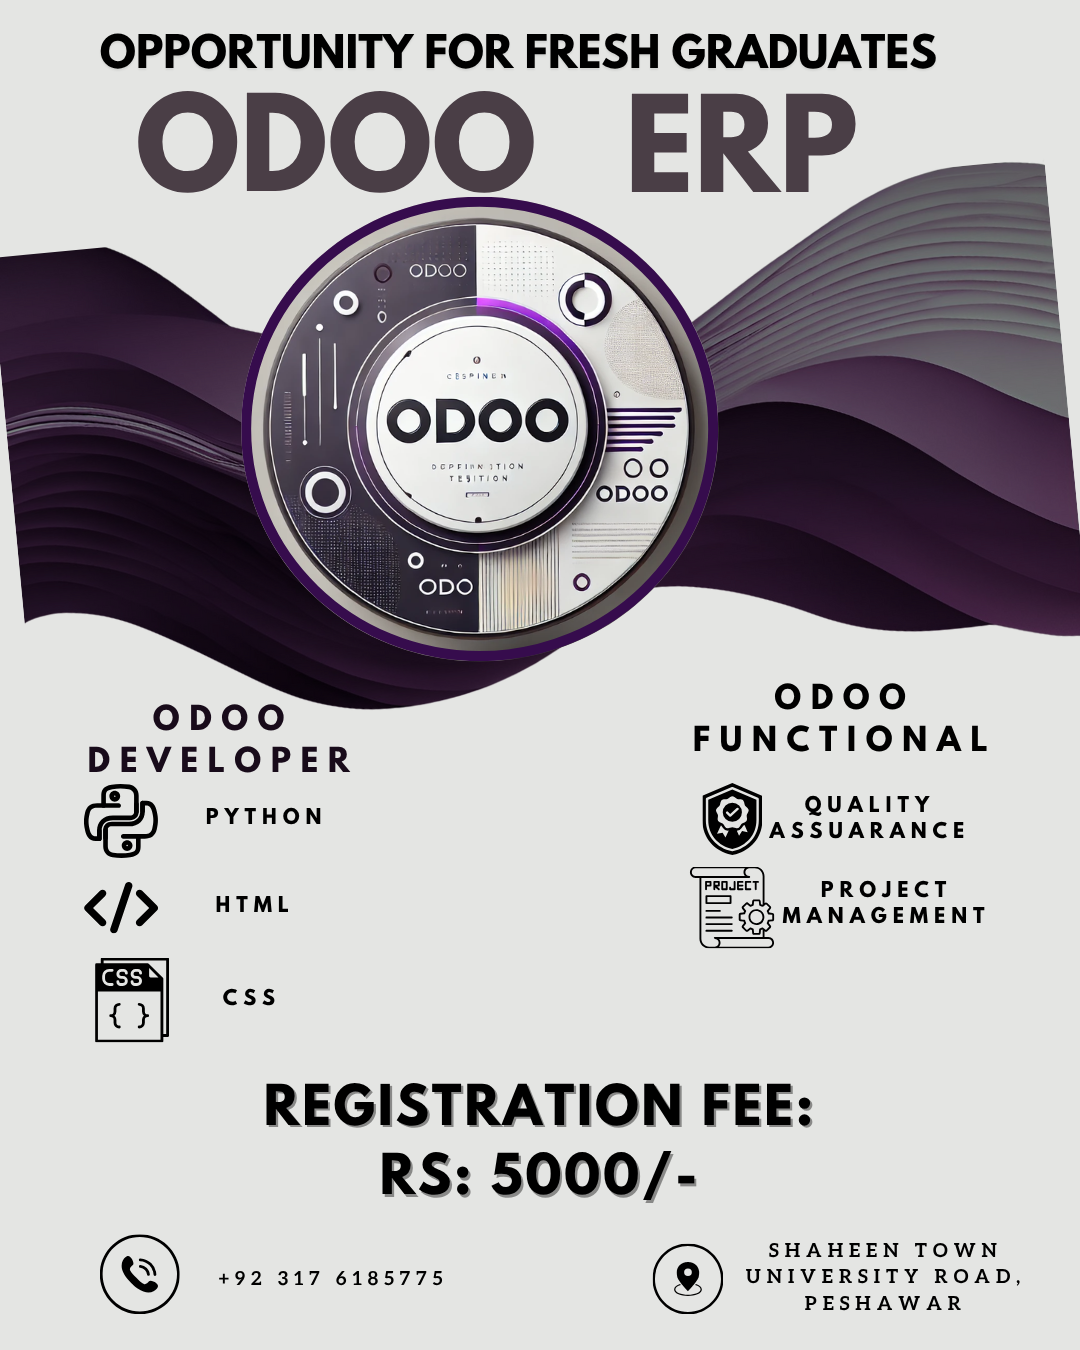 OPPORTUNITY FOR FRESH GRADUATES
ODOO ERP
ODOO
ODOO
ODOO
ODO
ODOO
DEVELOPER
PYTHON
HTML
CSS
CSS
{ }
ODOO
FUNCTIONAL
QUALITY
ASSUARANCE
PROJECT
PROJECT
MANAGEMENT
REGISTRATION FEE:
RS: 5000/-
+92 317 6185775
SHAHEEN TOWN
UNIVERSITY ROAD,
PESHAWAR